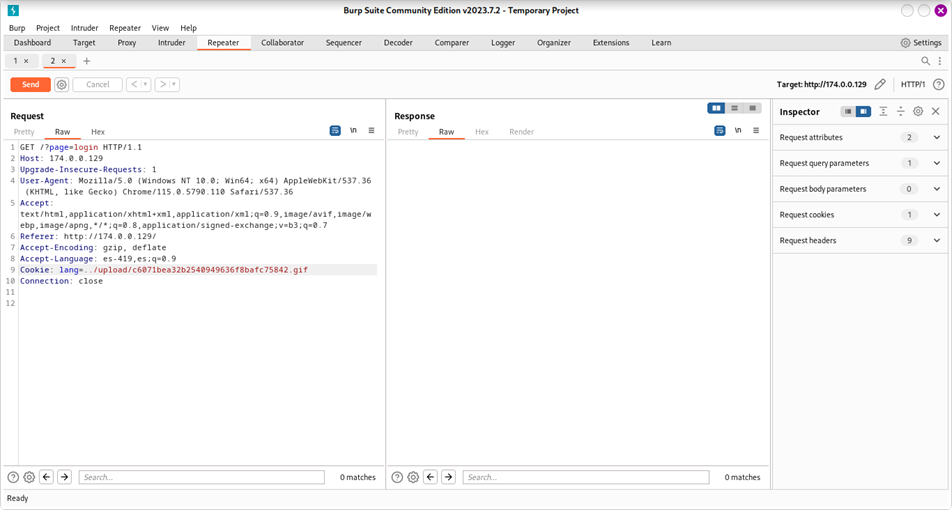 Burp Suite Community Edition v2023.7.2 - Temporary Project
Burp Project Intruder Repeater View Help
Dashboard Target Proxy Intruder Repeater Collaborator Sequencer Decoder Comparer Logger Organizer Extensions Learn Settings
1 × 2 × +
Send Cancel < > Target: http://174.0.0.129 HTTP/1 ?
Request
Pretty Raw Hex \n
1 GET /?page=login HTTP/1.1
2 Host: 174.0.0.129
3 Upgrade-Insecure-Requests: 1
4 User-Agent: Mozilla/5.0 (Windows NT 10.0; Win64; x64) AppleWebKit/537.36
(KHTML, like Gecko) Chrome/115.0.5790.110 Safari/537.36
5 Accept:
text/html,application/xhtml+xml,application/xml;q=0.9,image/avif,image/w
ebp,image/apng,*/*;q=0.8,application/signed-exchange;v=b3;q=0.7
6 Referer: http://174.0.0.129/
7 Accept-Encoding: gzip, deflate
8 Accept-Language: es-419,es;q=0.9
9 Cookie: lang=../upload/c6071bea32b2540949636f8bafc75842.gif
10 Connection: close
11
12
Search... 0 matches
Response
Pretty Raw Hex Render \n
Search... 0 matches
Inspector
Request attributes 2
Request query parameters 1
Request body parameters 0
Request cookies 1
Request headers 9
Ready